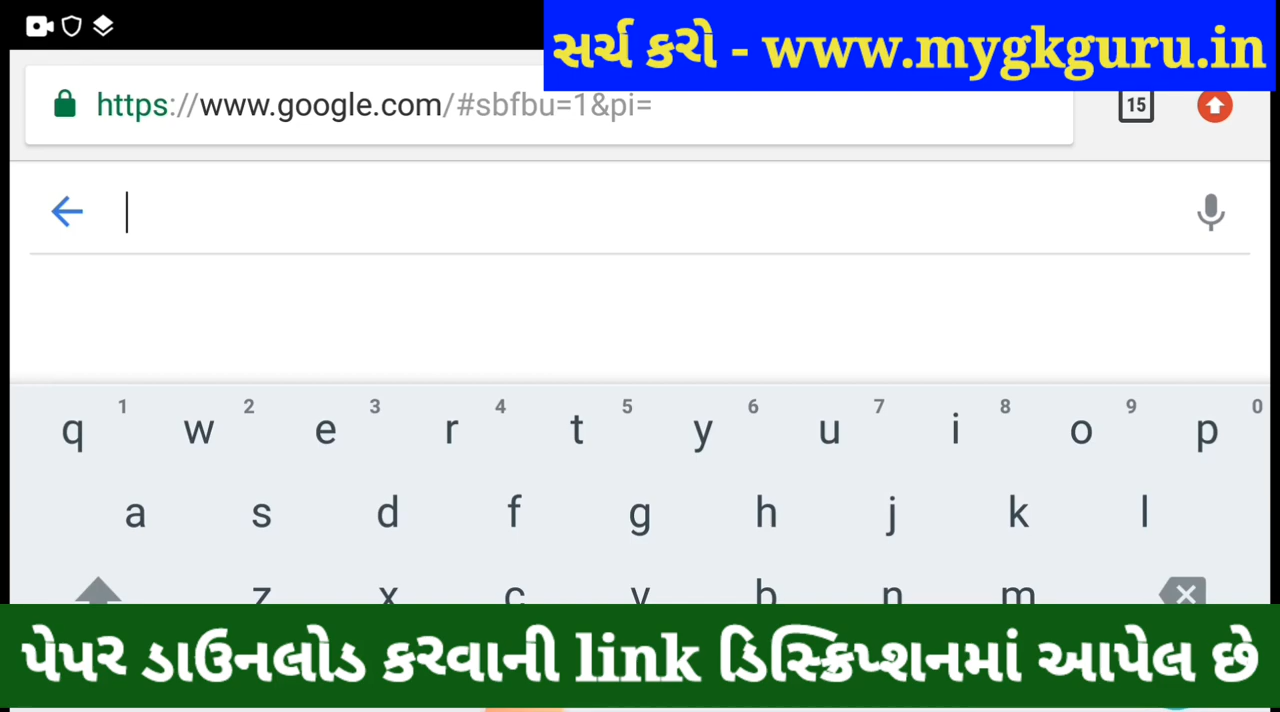 સર્ચ કરો - www.mygkguru.in
https://www.google.com/#sbfbu=1&pi=
15
1 2 3 4 5 6 7 8 9 0
q w e r t y u i o p
a s d f g h j k l
z x c v b n m
પેપર ડાઉનલોડ કરવાની link ડિસ્ક્રિપ્શનમાં આપેલ છે